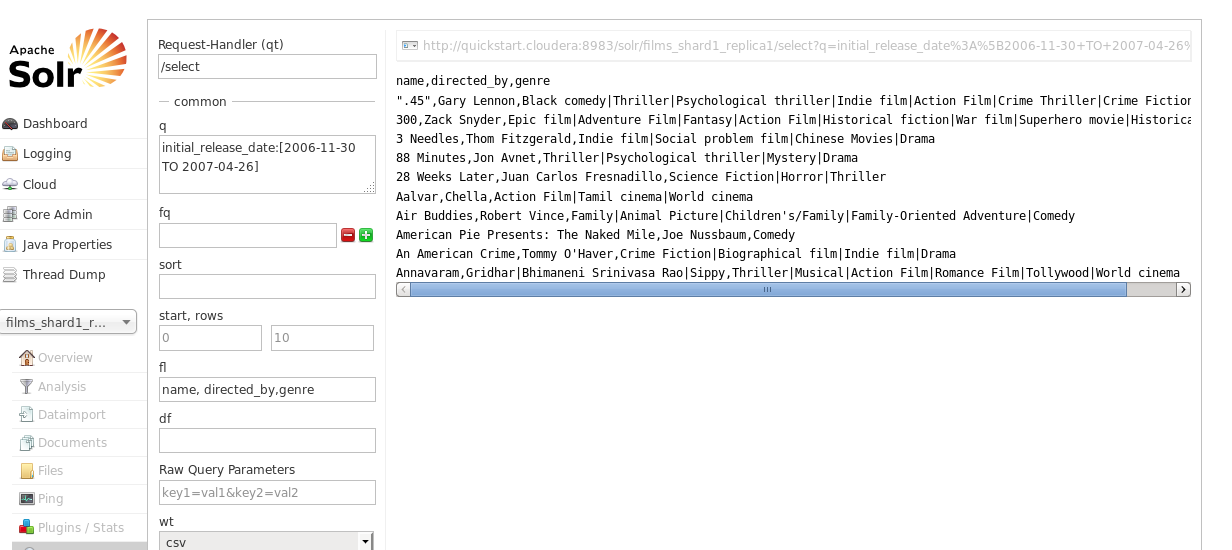 Apache
Solr
Dashboard
Logging
Cloud
Core Admin
Java Properties
Thread Dump
films_shard1_r...
Overview
Analysis
Dataimport
Documents
Files
Ping
Plugins / Stats
Request-Handler (qt)
/select
common
q
initial_release_date:[2006-11-30
TO 2007-04-26]
fq
sort
start, rows
0
10
fl
name, directed_by,genre
df
Raw Query Parameters
key1=val1&key2=val2
wt
csv
http://quickstart.cloudera:8983/solr/films_shard1_replica1/select?q=initial_release_date%3A%5B2006-11-30+TO+2007-04-26%
name,directed_by,genre
".45",Gary Lennon,Black comedy|Thriller|Psychological thriller|Indie film|Action Film|Crime Thriller|Crime Fiction
300,Zack Snyder,Epic film|Adventure Film|Fantasy|Action Film|Historical fiction|War film|Superhero movie|Historica
3 Needles,Thom Fitzgerald,Indie film|Social problem film|Chinese Movies|Drama
88 Minutes,Jon Avnet,Thriller|Psychological thriller|Mystery|Drama
28 Weeks Later,Juan Carlos Fresnadillo,Science Fiction|Horror|Thriller
Aalvar,Chella,Action Film|Tamil cinema|World cinema
Air Buddies,Robert Vince,Family|Animal Picture|Children's/Family|Family-Oriented Adventure|Comedy
American Pie Presents: The Naked Mile,Joe Nussbaum,Comedy
An American Crime,Tommy O'Haver,Crime Fiction|Biographical film|Indie film|Drama
Annavaram,Gridhar|Bhimaneni Srinivasa Rao|Sippy,Thriller|Musical|Action Film|Romance Film|Tollywood|World cinema